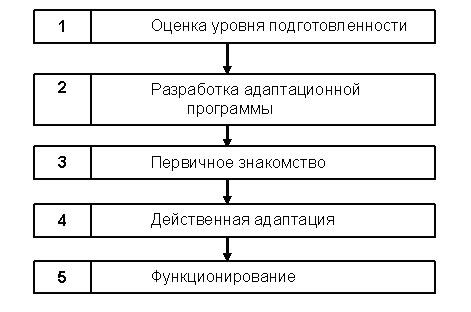 1 Оценка уровня подготовленности
2 Разработка адаптационной
программы
3 Первичное знакомство
4 Действенная адаптация
5 Функционирование